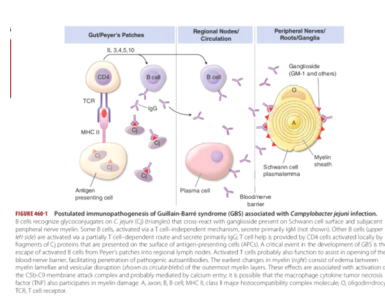 Gut/Peyer's Patches
Regional Nodes/
Circulation
Peripheral Nerves/
Roots/Ganglia
IL 3,4,5,10
CD4
B cell
B cell
TCR
IgG
MHC II
Cj
Cj
Cj
Cj
Antigen
presenting cell
Plasma cell
Ganglioside
(GM-1 and others)
O
A
Schwann cell
plasmalemma
Myelin
sheath
Blood/nerve
barrier
FIGURE 460-1 Postulated immunopathogenesis of Guillain-Barré syndrome (GBS) associated with Campylobacter jejuni infection.
B cells recognize glycoconjugates on C. jejuni (Cj) (triangles) that cross-react with ganglioside present on Schwann cell surface and subjacent
peripheral nerve myelin. Some B cells, activated via a T cell–independent mechanism, secrete primarily IgM (not shown). Other B cells (upper
left side) are activated via a partially T cell–dependent route and secrete primarily IgG; T cell help is provided by CD4 cells activated locally by
fragments of Cj proteins that are presented on the surface of antigen-presenting cells (APCs). A critical event in the development of GBS is the
escape of activated B cells from Peyer's patches into regional lymph nodes. Activated T cells probably also function to assist in opening of the
blood-nerve barrier, facilitating penetration of pathogenic autoantibodies. The earliest changes in myelin (right) consist of edema between
myelin lamellae and vesicular disruption (shown as circular blebs) of the outermost myelin layers. These effects are associated with activation of
the C5b-C9 membrane attack complex and probably mediated by calcium entry; it is possible that the macrophage cytokine tumor necrosis
factor (TNF) also participates in myelin damage. A, axon; B, B cell; MHC II, class II major histocompatibility complex molecule; O, oligodendrocyte;
TCR, T cell receptor.